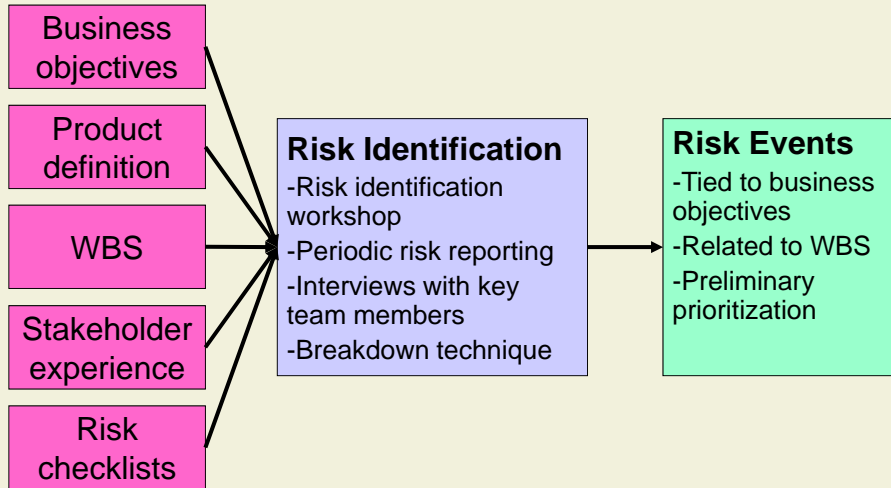 Business
objectives
Product
definition
WBS
Stakeholder
experience
Risk
checklists
Risk Identification
-Risk identification
workshop
-Periodic risk reporting
-Interviews with key
team members
-Breakdown technique
Risk Events
-Tied to business
objectives
-Related to WBS
-Preliminary
prioritization